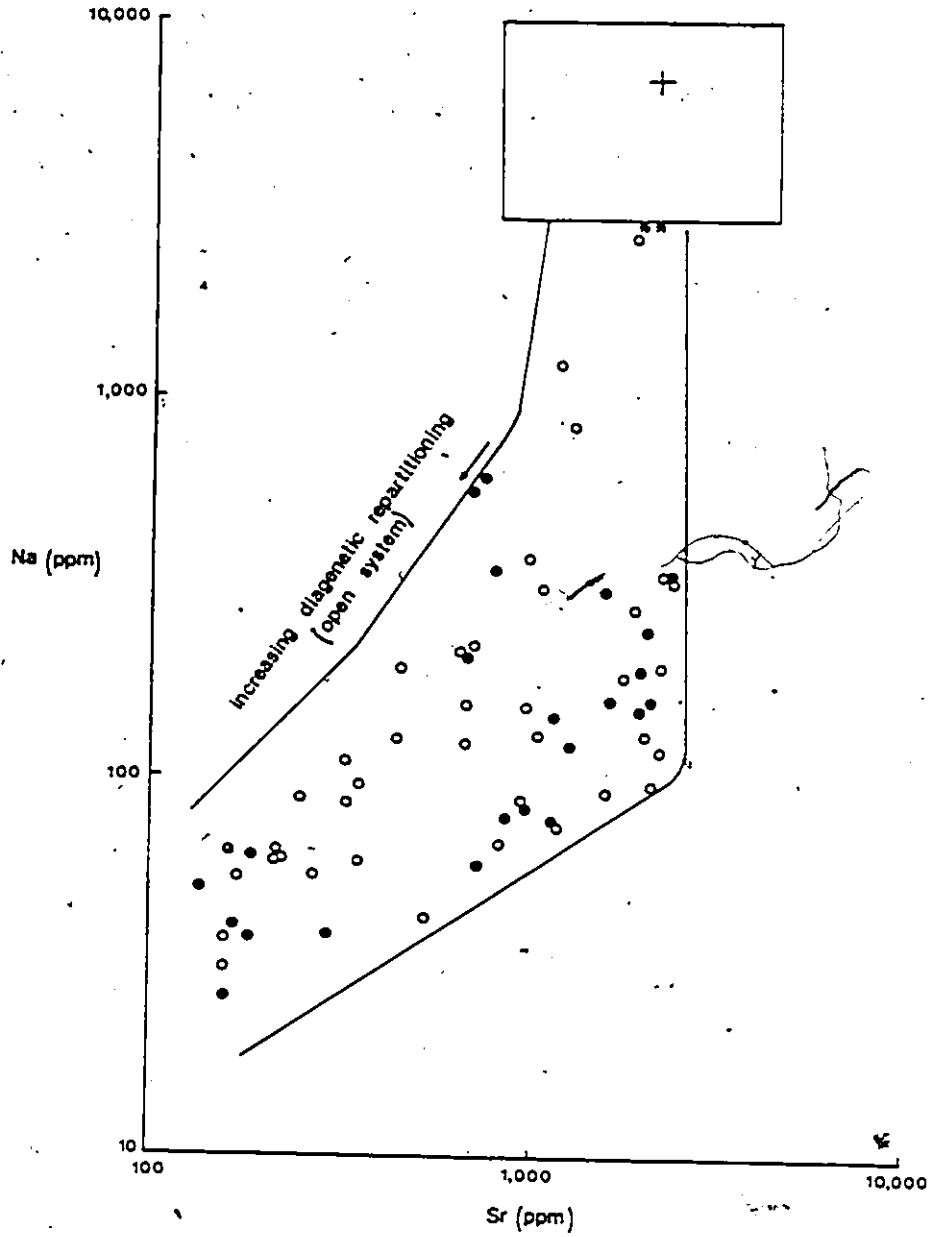 10,000
1,000
increasing diagenetic repartitioning
(open system)
Na (ppm)
100
10
100
1,000
10,000
Sr (ppm)